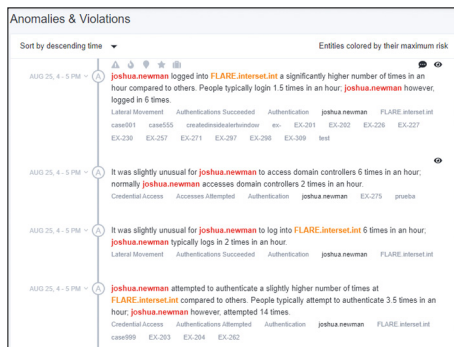 Anomalies & Violations
Sort by descending time
Entities colored by their maximum risk
AUG 25, 4 - 5 PM
A
joshua.newman logged into FLARE.interset.int a significantly higher number of times in an
hour compared to others. People typically login 1.5 times in an hour; joshua.newman however,
logged in 6 times.
Lateral Movement Authentications Succeeded Authentication joshua.newman FLARE.interset.int
case001 case555 createdinsidealertwindow ex- EX-201 EX-202 EX-226 EX-227
EX-230 EX-257 EX-271 EX-297 EX-298 EX-309 test
AUG 25, 4 - 5 PM
A
It was slightly unusual for joshua.newman to access domain controllers 6 times in an hour;
normally joshua.newman accesses domain controllers 2 times in an hour.
Credential Access Accesses Attempted Authentication joshua.newman EX-275 prueba
AUG 25, 4 - 5 PM
A
It was slightly unusual for joshua.newman to log into FLARE.interset.int 6 times in an hour;
joshua.newman typically logs in 2 times in an hour.
Lateral Movement Authentications Succeeded Authentication joshua.newman FLARE.interset.int
AUG 25, 4 - 5 PM
A
joshua.newman attempted to authenticate a slightly higher number of times at
FLARE.interset.int compared to others. People typically attempt to authenticate 3.5 times in an
hour; joshua.newman however, attempted 14 times.
Credential Access Authentications Attempted Authentication joshua.newman FLARE.interset.int
case999 EX-203 EX-204 EX-262